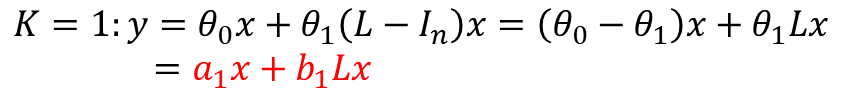 K = 1: y = θ₀x + θ₁(L − Iₙ)x = (θ₀ − θ₁)x + θ₁Lx
= a₁x + b₁Lx